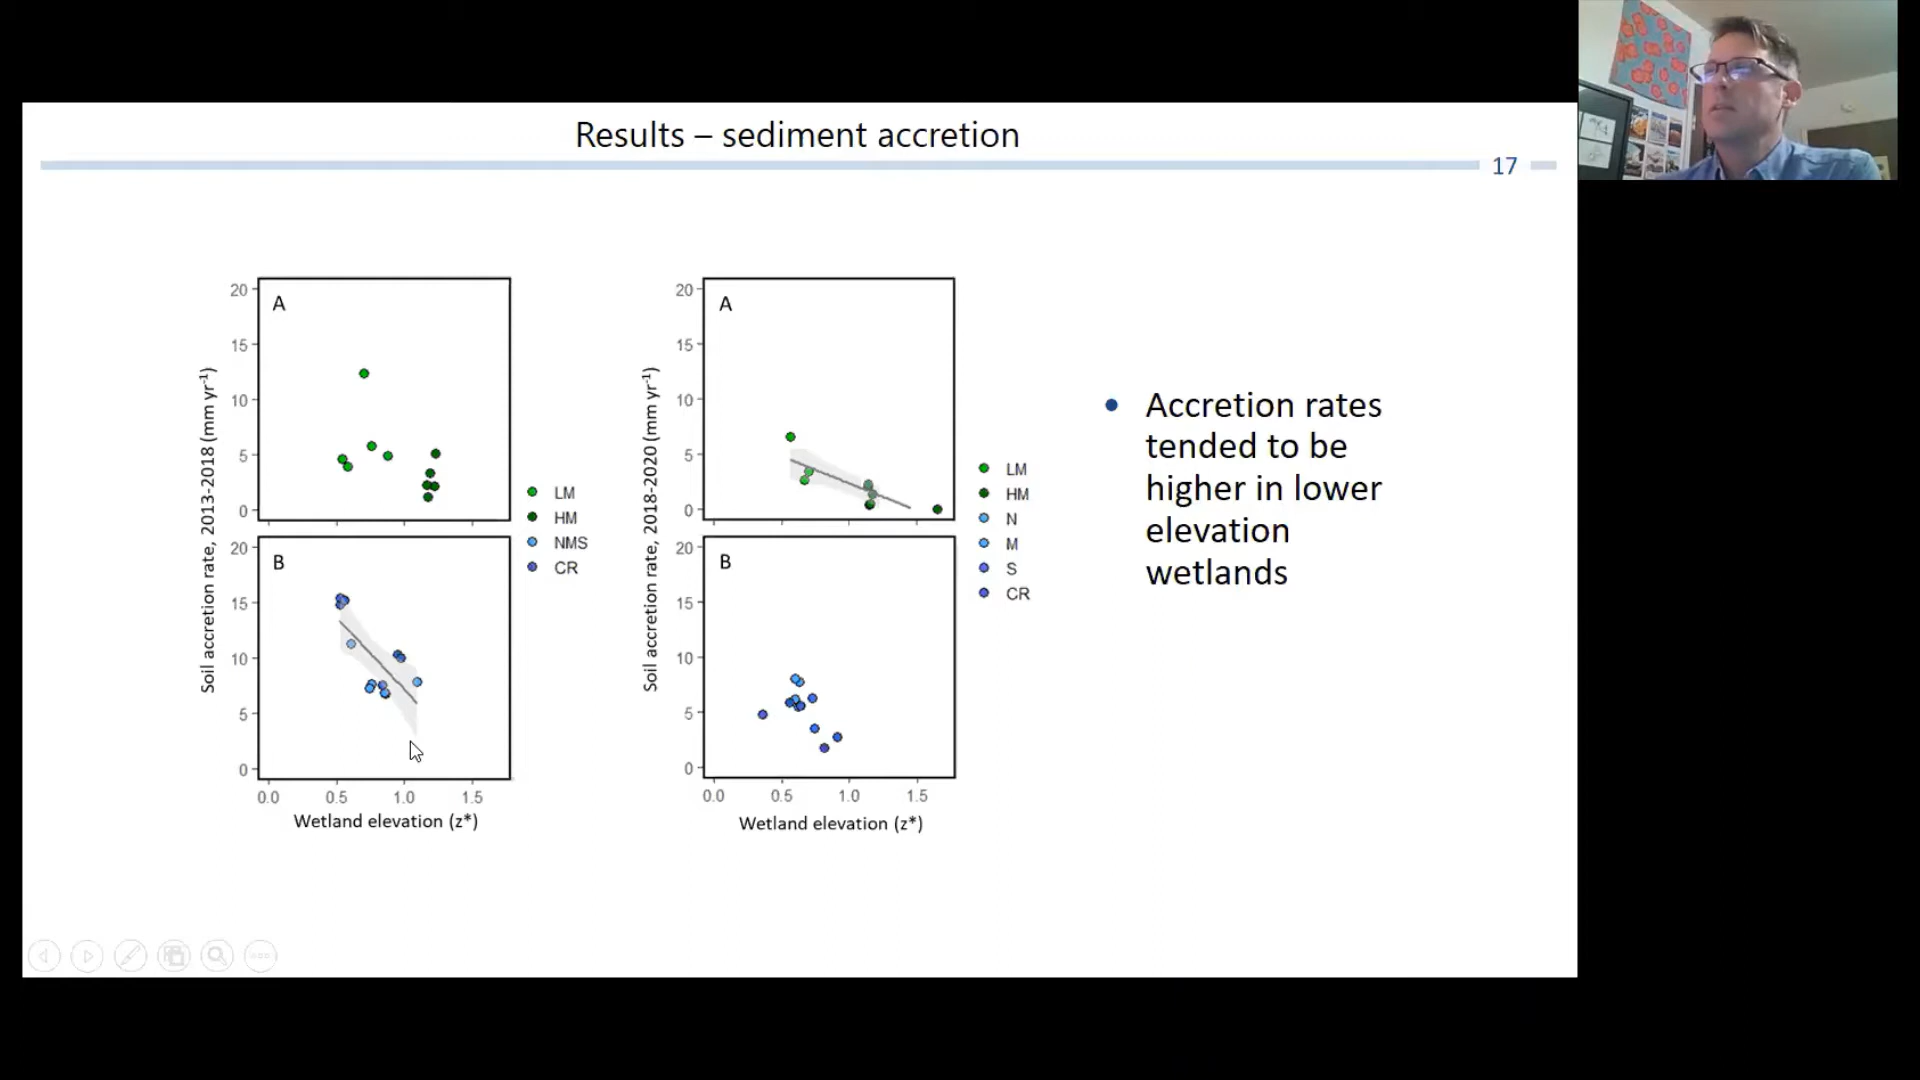 Results – sediment accretion
17
Soil accretion rate, 2013-2018 (mm yr-1)
20
15
10
5
0
A
20
15
10
5
0
B
0.0 0.5 1.0 1.5
Wetland elevation (z*)
LM
HM
NMS
CR
Soil accretion rate, 2018-2020 (mm yr-1)
20
15
10
5
0
A
20
15
10
5
0
B
0.0 0.5 1.0 1.5
Wetland elevation (z*)
LM
HM
N
M
S
CR
• Accretion rates
tended to be
higher in lower
elevation
wetlands